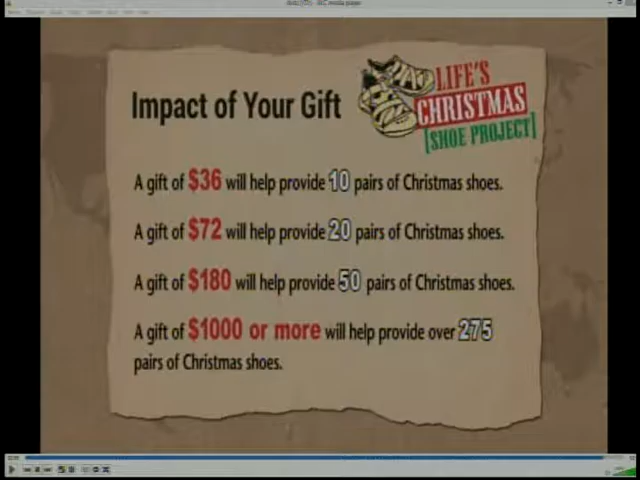 LIFE'S
CHRISTMAS
[SHOE PROJECT]
Impact of Your Gift
A gift of $36 will help provide 10 pairs of Christmas shoes.
A gift of $72 will help provide 20 pairs of Christmas shoes.
A gift of $180 will help provide 50 pairs of Christmas shoes.
A gift of $1000 or more will help provide over 275
pairs of Christmas shoes.